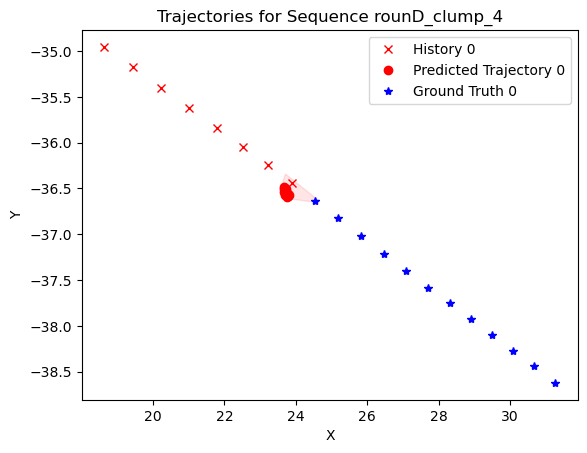 Trajectories for Sequence rounD_clump_4
History 0
Predicted Trajectory 0
Ground Truth 0
Y
−35.0
−35.5
−36.0
−36.5
−37.0
−37.5
−38.0
−38.5
20
22
24
26
28
30
X